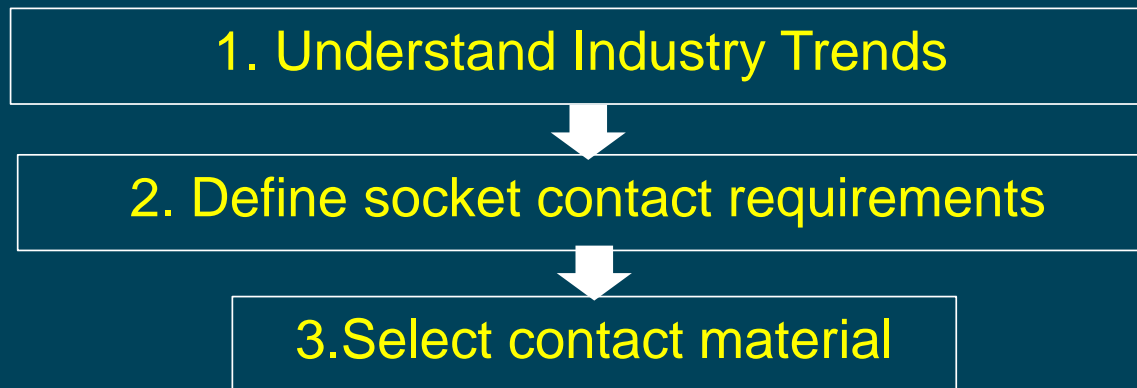 1. Understand Industry Trends
2. Define socket contact requirements
3.Select contact material